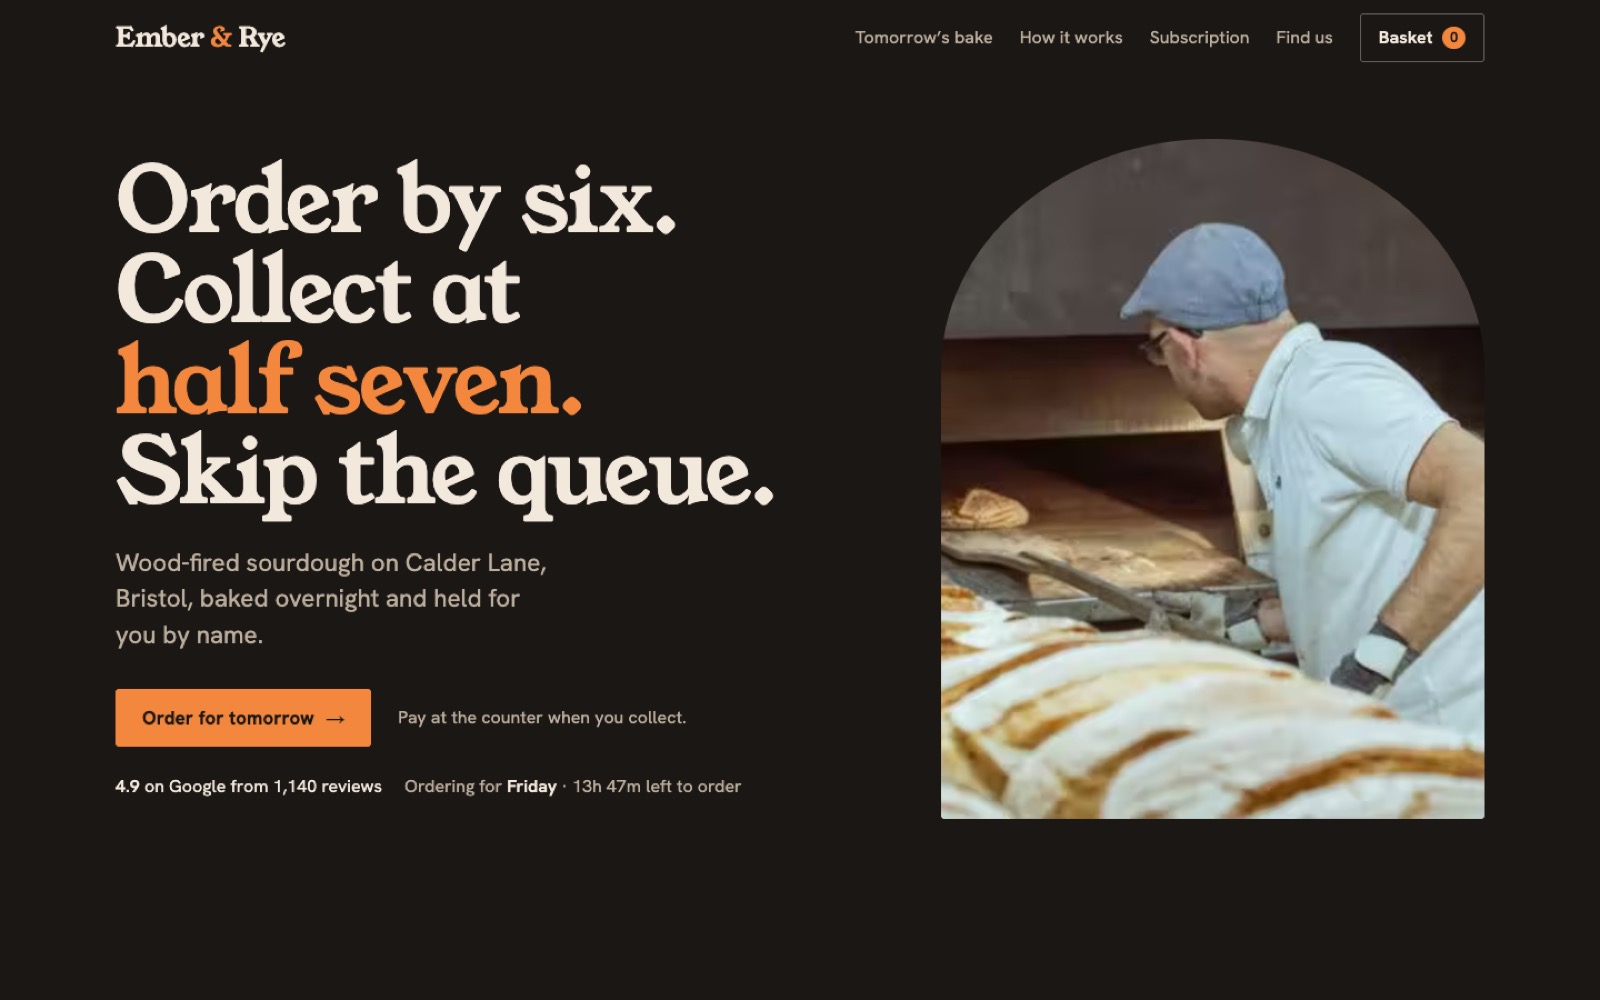 Ember & Rye
Tomorrow’s bake
How it works
Subscription
Find us
Basket 0
Order by six.
Collect at
half seven.
Skip the queue.
Wood-fired sourdough on Calder Lane,
Bristol, baked overnight and held for
you by name.
Order for tomorrow →
Pay at the counter when you collect.
4.9 on Google from 1,140 reviews
Ordering for Friday · 13h 47m left to order